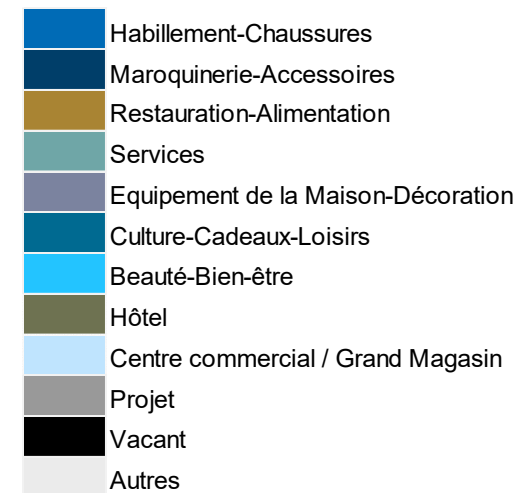 Habillement-Chaussures
Maroquinerie-Accessoires
Restauration-Alimentation
Services
Equipement de la Maison-Décoration
Culture-Cadeaux-Loisirs
Beauté-Bien-être
Hôtel
Centre commercial / Grand Magasin
Projet
Vacant
Autres